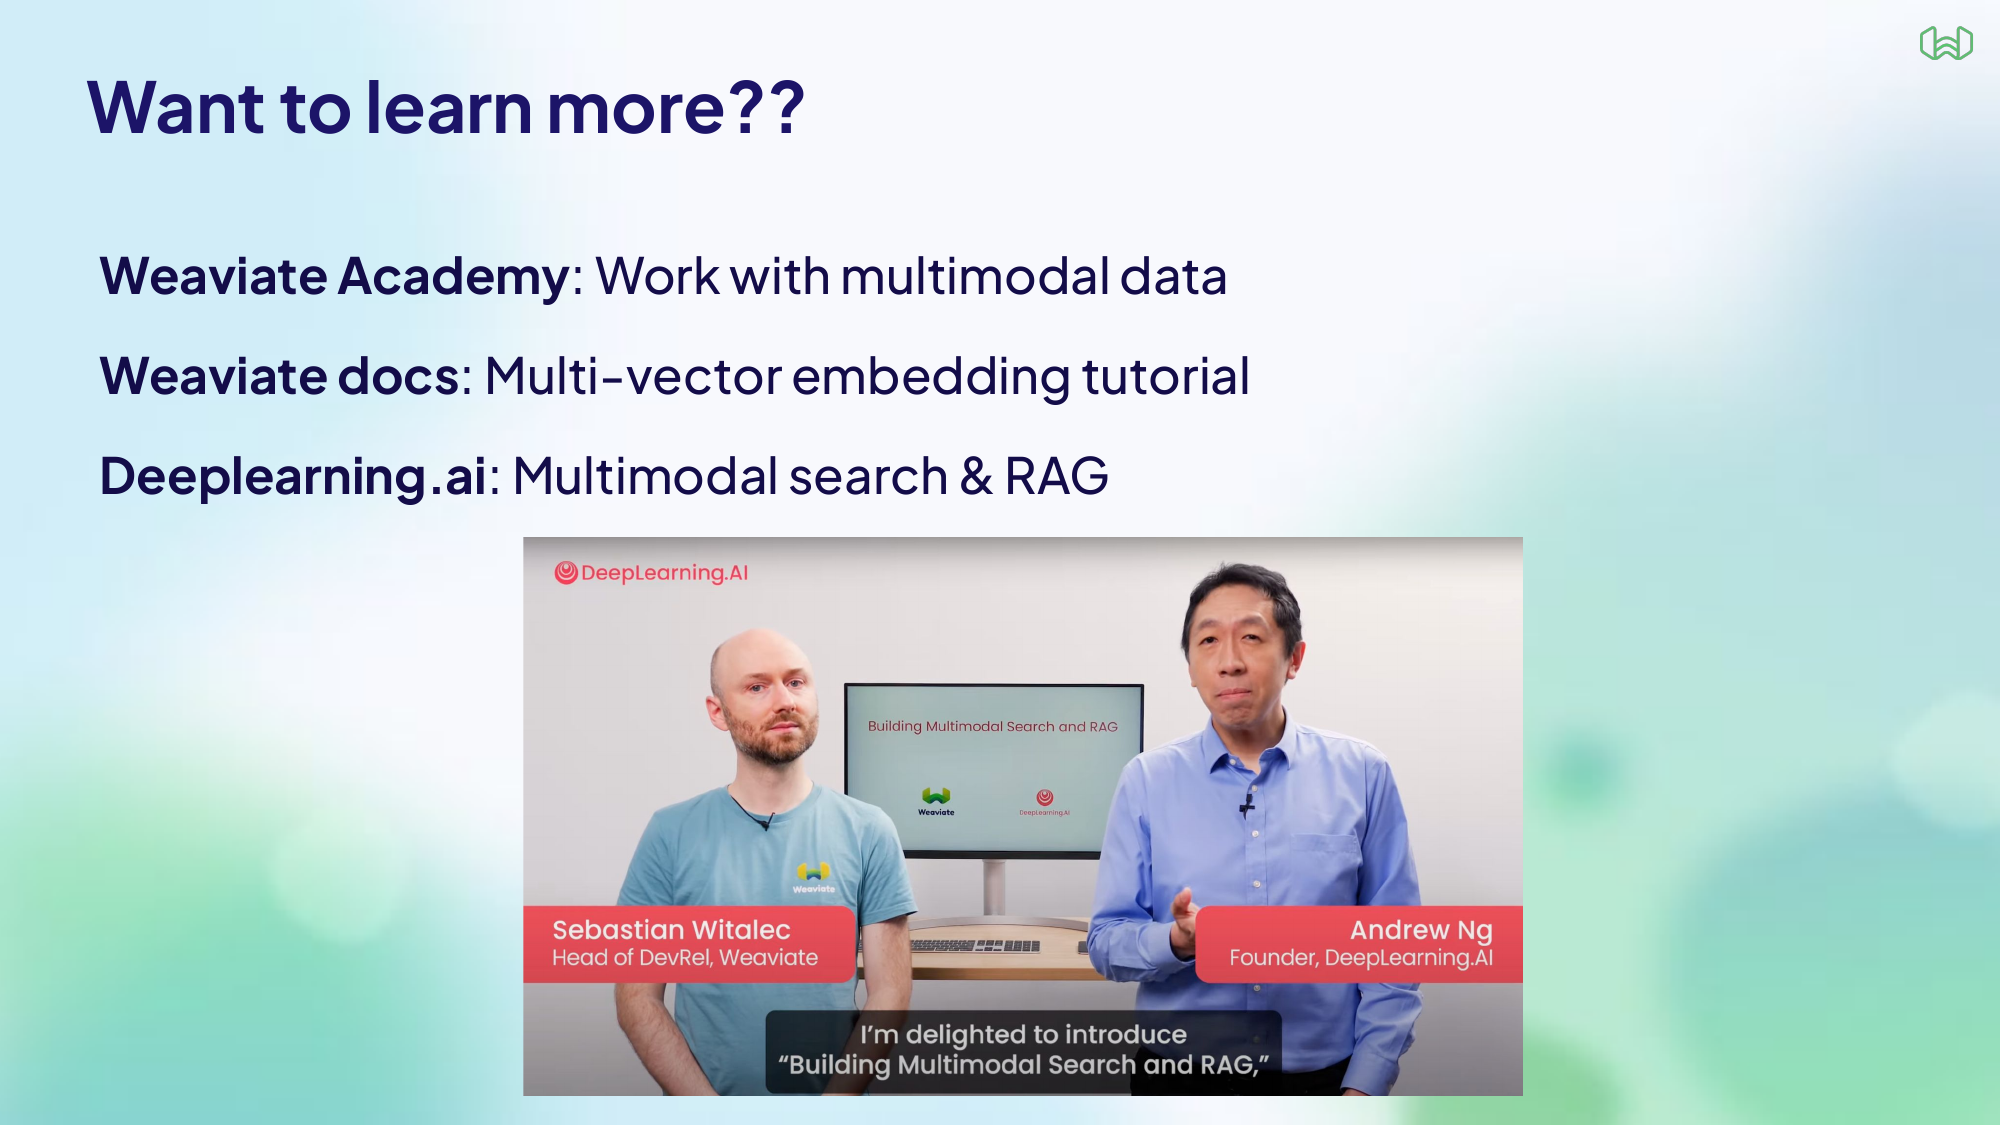 Want to learn more??
Weaviate Academy: Work with multimodal data
Weaviate docs: Multi-vector embedding tutorial
Deeplearning.ai: Multimodal search & RAG
DeepLearning.AI
Building Multimodal Search and RAG
Weaviate
DeepLearning.AI
Weaviate
Sebastian Witalec
Head of DevRel, Weaviate
Andrew Ng
Founder, DeepLearning.AI
I'm delighted to introduce
“Building Multimodal Search and RAG,”